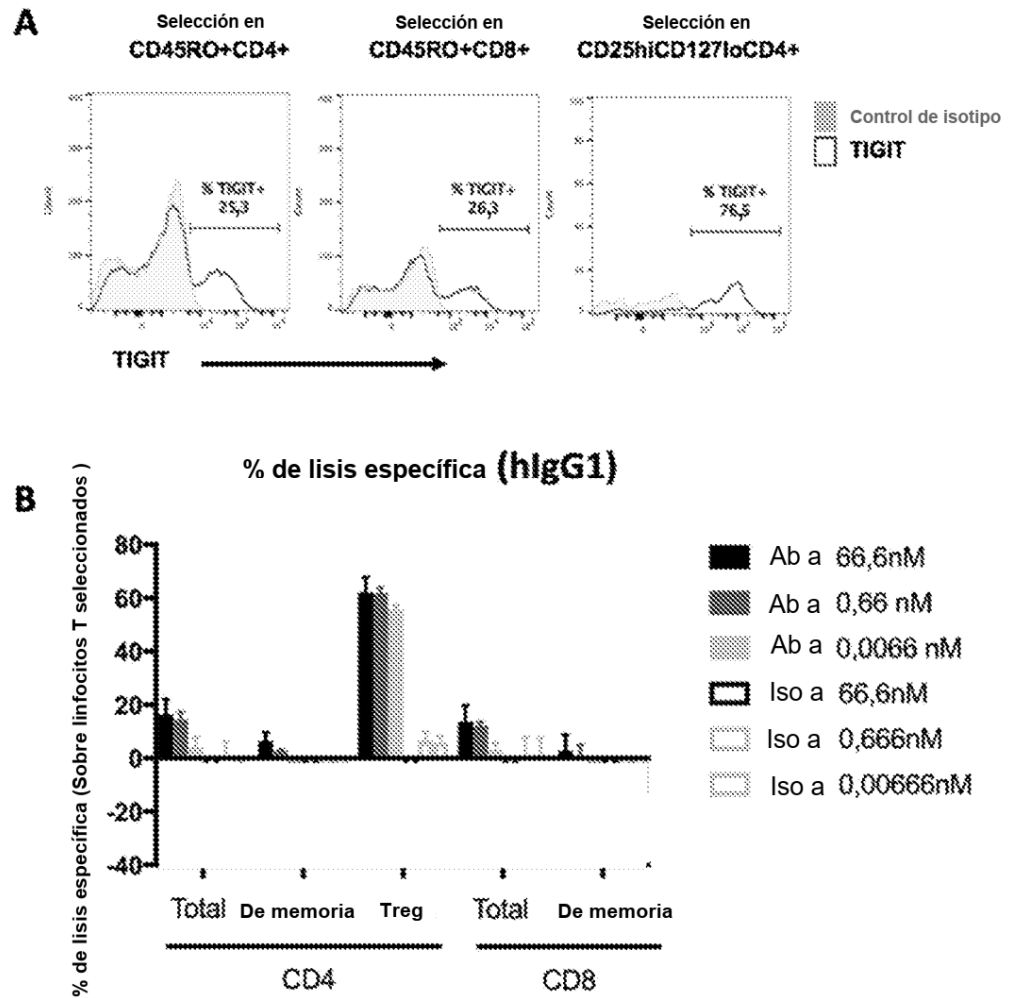 A
Selección en
CD45RO+CD4+
Selección en
CD45RO+CD8+
Selección en
CD25hiCD127loCD4+
Control de isotipo
TIGIT
% TIGIT+
25,3
% TIGIT+
26,3
% TIGIT+
76,5
TIGIT
B
% de lisis específica (hIgG1)
% de lisis específica (Sobre linfocitos T seleccionados )
80
60
40
20
0
-20
-40
Ab a 66,6nM
Ab a 0,66 nM
Ab a 0,0066 nM
Iso a 66,6nM
Iso a 0,666nM
Iso a 0,00666nM
Total De memoria Treg Total De memoria
CD4 CD8